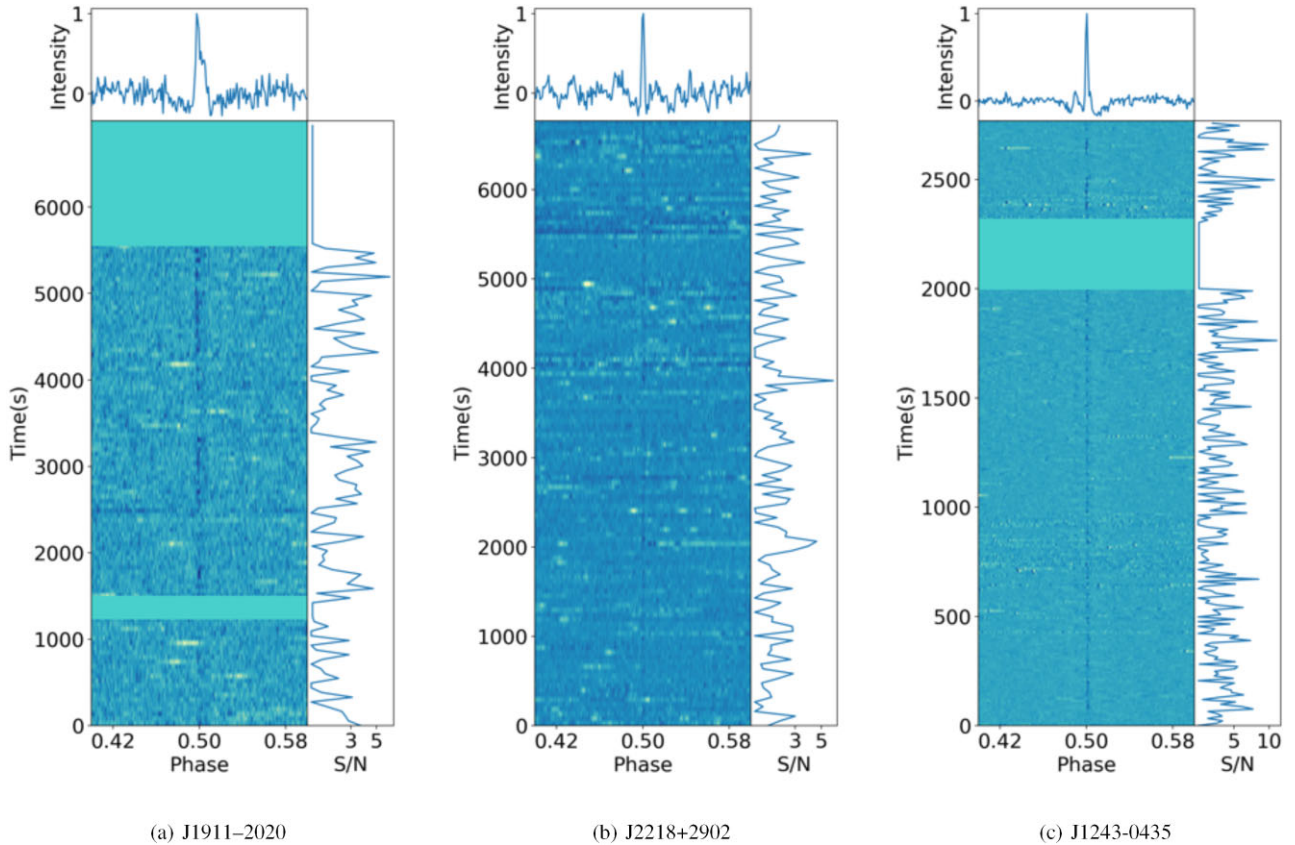 1
Intensity
0
6000
5000
4000
Time(s)
3000
2000
1000
0
0.42 0.50 0.58
Phase
3 5
S/N
(a) J1911–2020
1
Intensity
0
6000
5000
4000
Time(s)
3000
2000
1000
0
0.42 0.50 0.58
Phase
3 5
S/N
(b) J2218+2902
1
Intensity
0
2500
2000
1500
Time(s)
1000
500
0
0.42 0.50 0.58
Phase
5 10
S/N
(c) J1243-0435